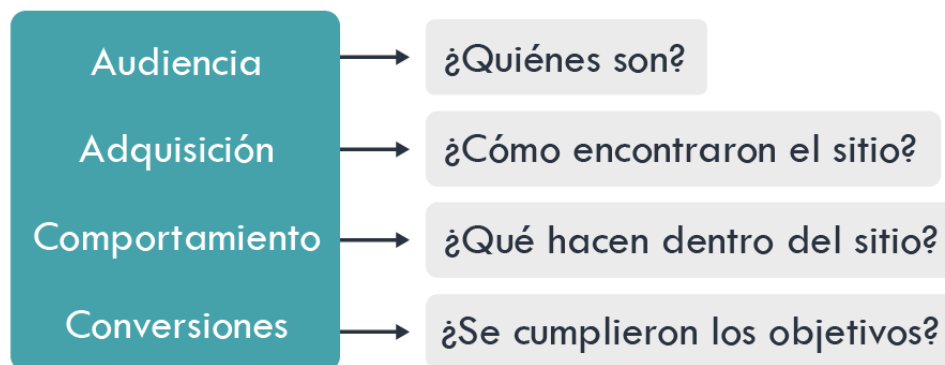 Audiencia
¿Quiénes son?
Adquisición
¿Cómo encontraron el sitio?
Comportamiento
¿Qué hacen dentro del sitio?
Conversiones
¿Se cumplieron los objetivos?